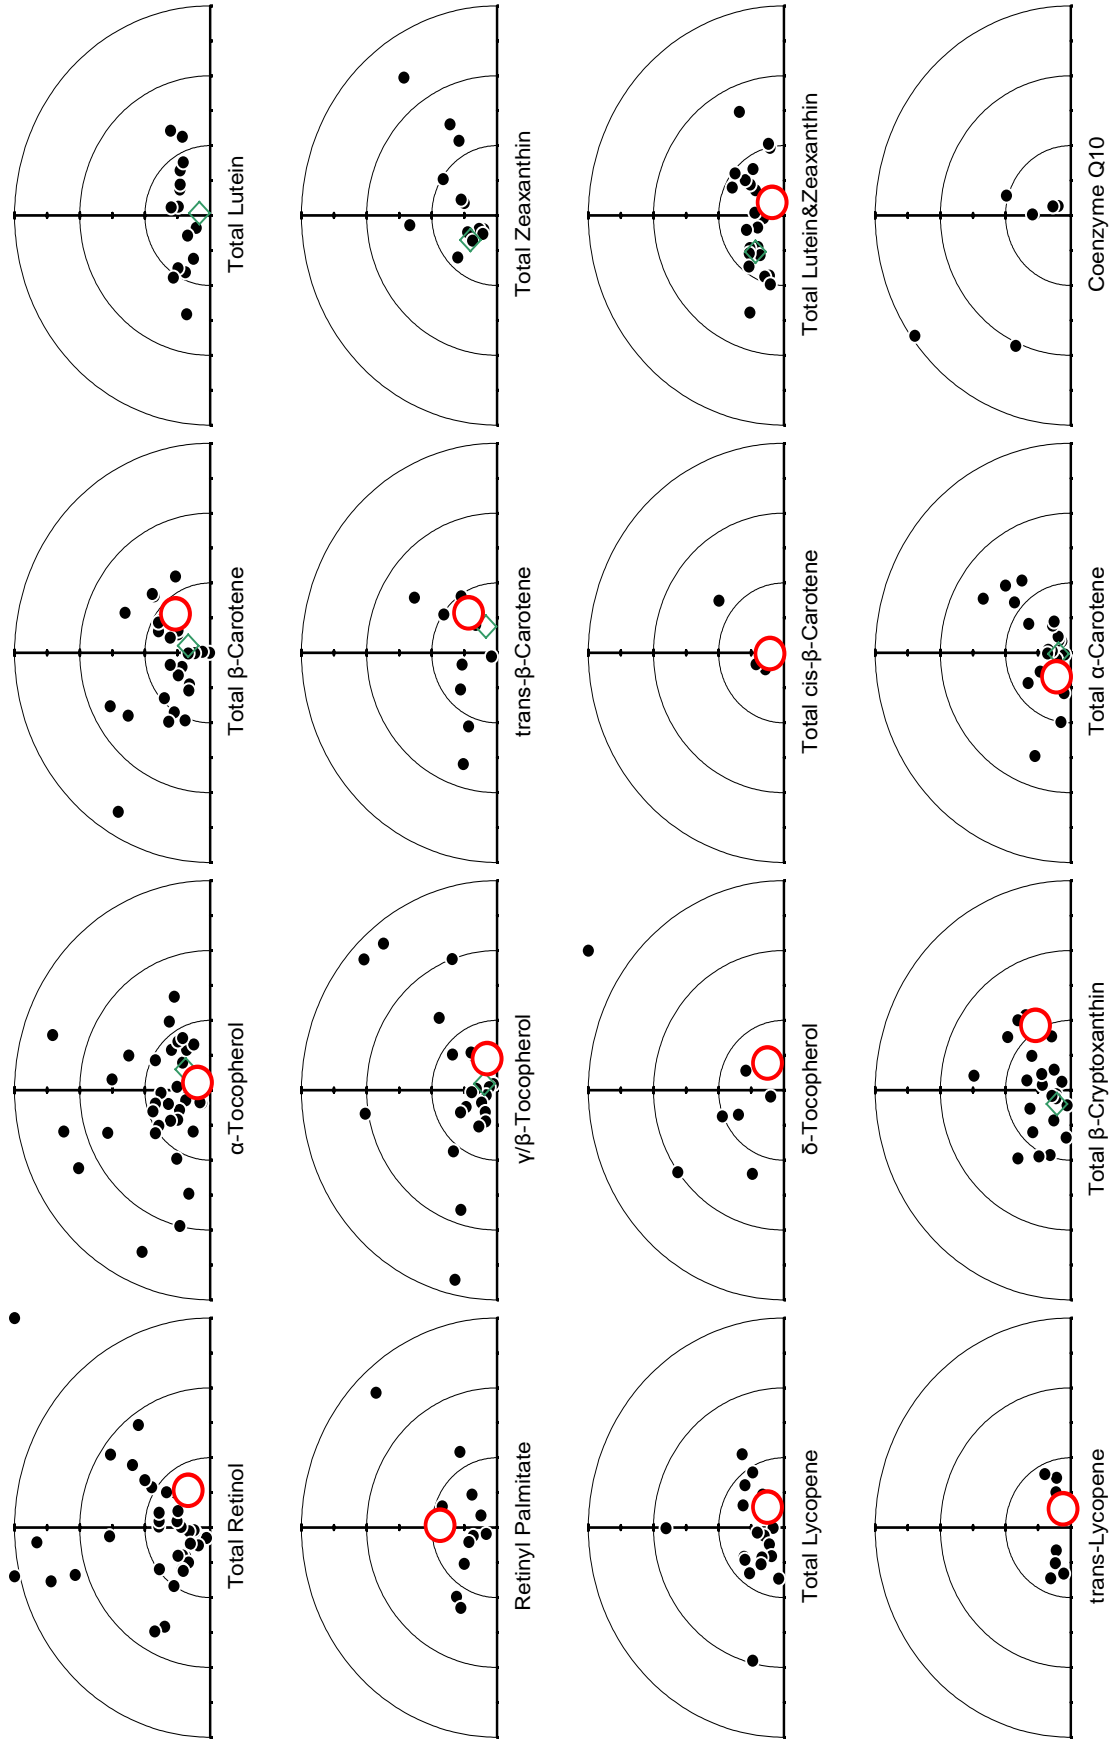 Total Retinol
α-Tocopherol
Total β-Carotene
Total Lutein
Retinyl Palmitate
γ/β-Tocopherol
trans-β-Carotene
Total Zeaxanthin
Total Lycopene
δ-Tocopherol
Total cis-β-Carotene
Total Lutein&Zeaxanthin
trans-Lycopene
Total β-Cryptoxanthin
Total α-Carotene
Coenzyme Q10